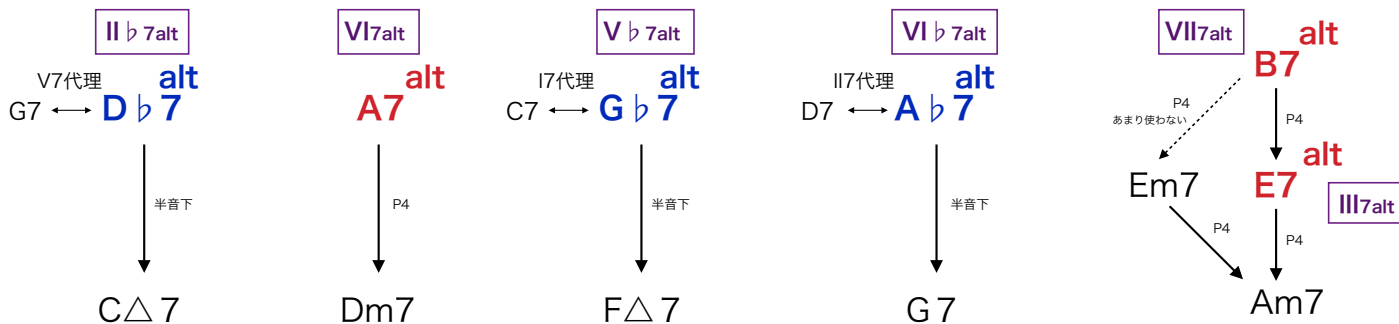 II♭7alt
V7代理
alt
G7
D♭7
半音下
C△7
VI7alt
alt
A7
P4
Dm7
V♭7alt
I7代理
alt
C7
G♭7
半音下
F△7
VI♭7alt
II7代理
alt
D7
A♭7
半音下
G7
VII7alt
alt
B7
P4
あまり使わない
P4
alt
Em7
E7
III7alt
P4
P4
Am7